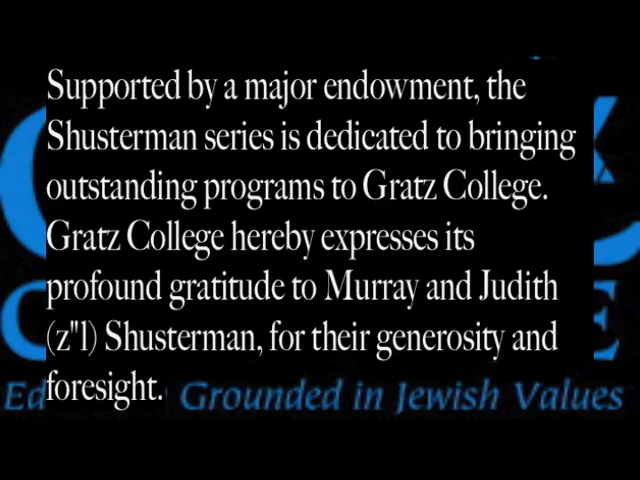 Supported by a major endowment, the
Shusterman series is dedicated to bringing
outstanding programs to Gratz College.
Gratz College hereby expresses its
profound gratitude to Murray and Judith
(z"l) Shusterman, for their generosity and
foresight.
Grounded in Jewish Values